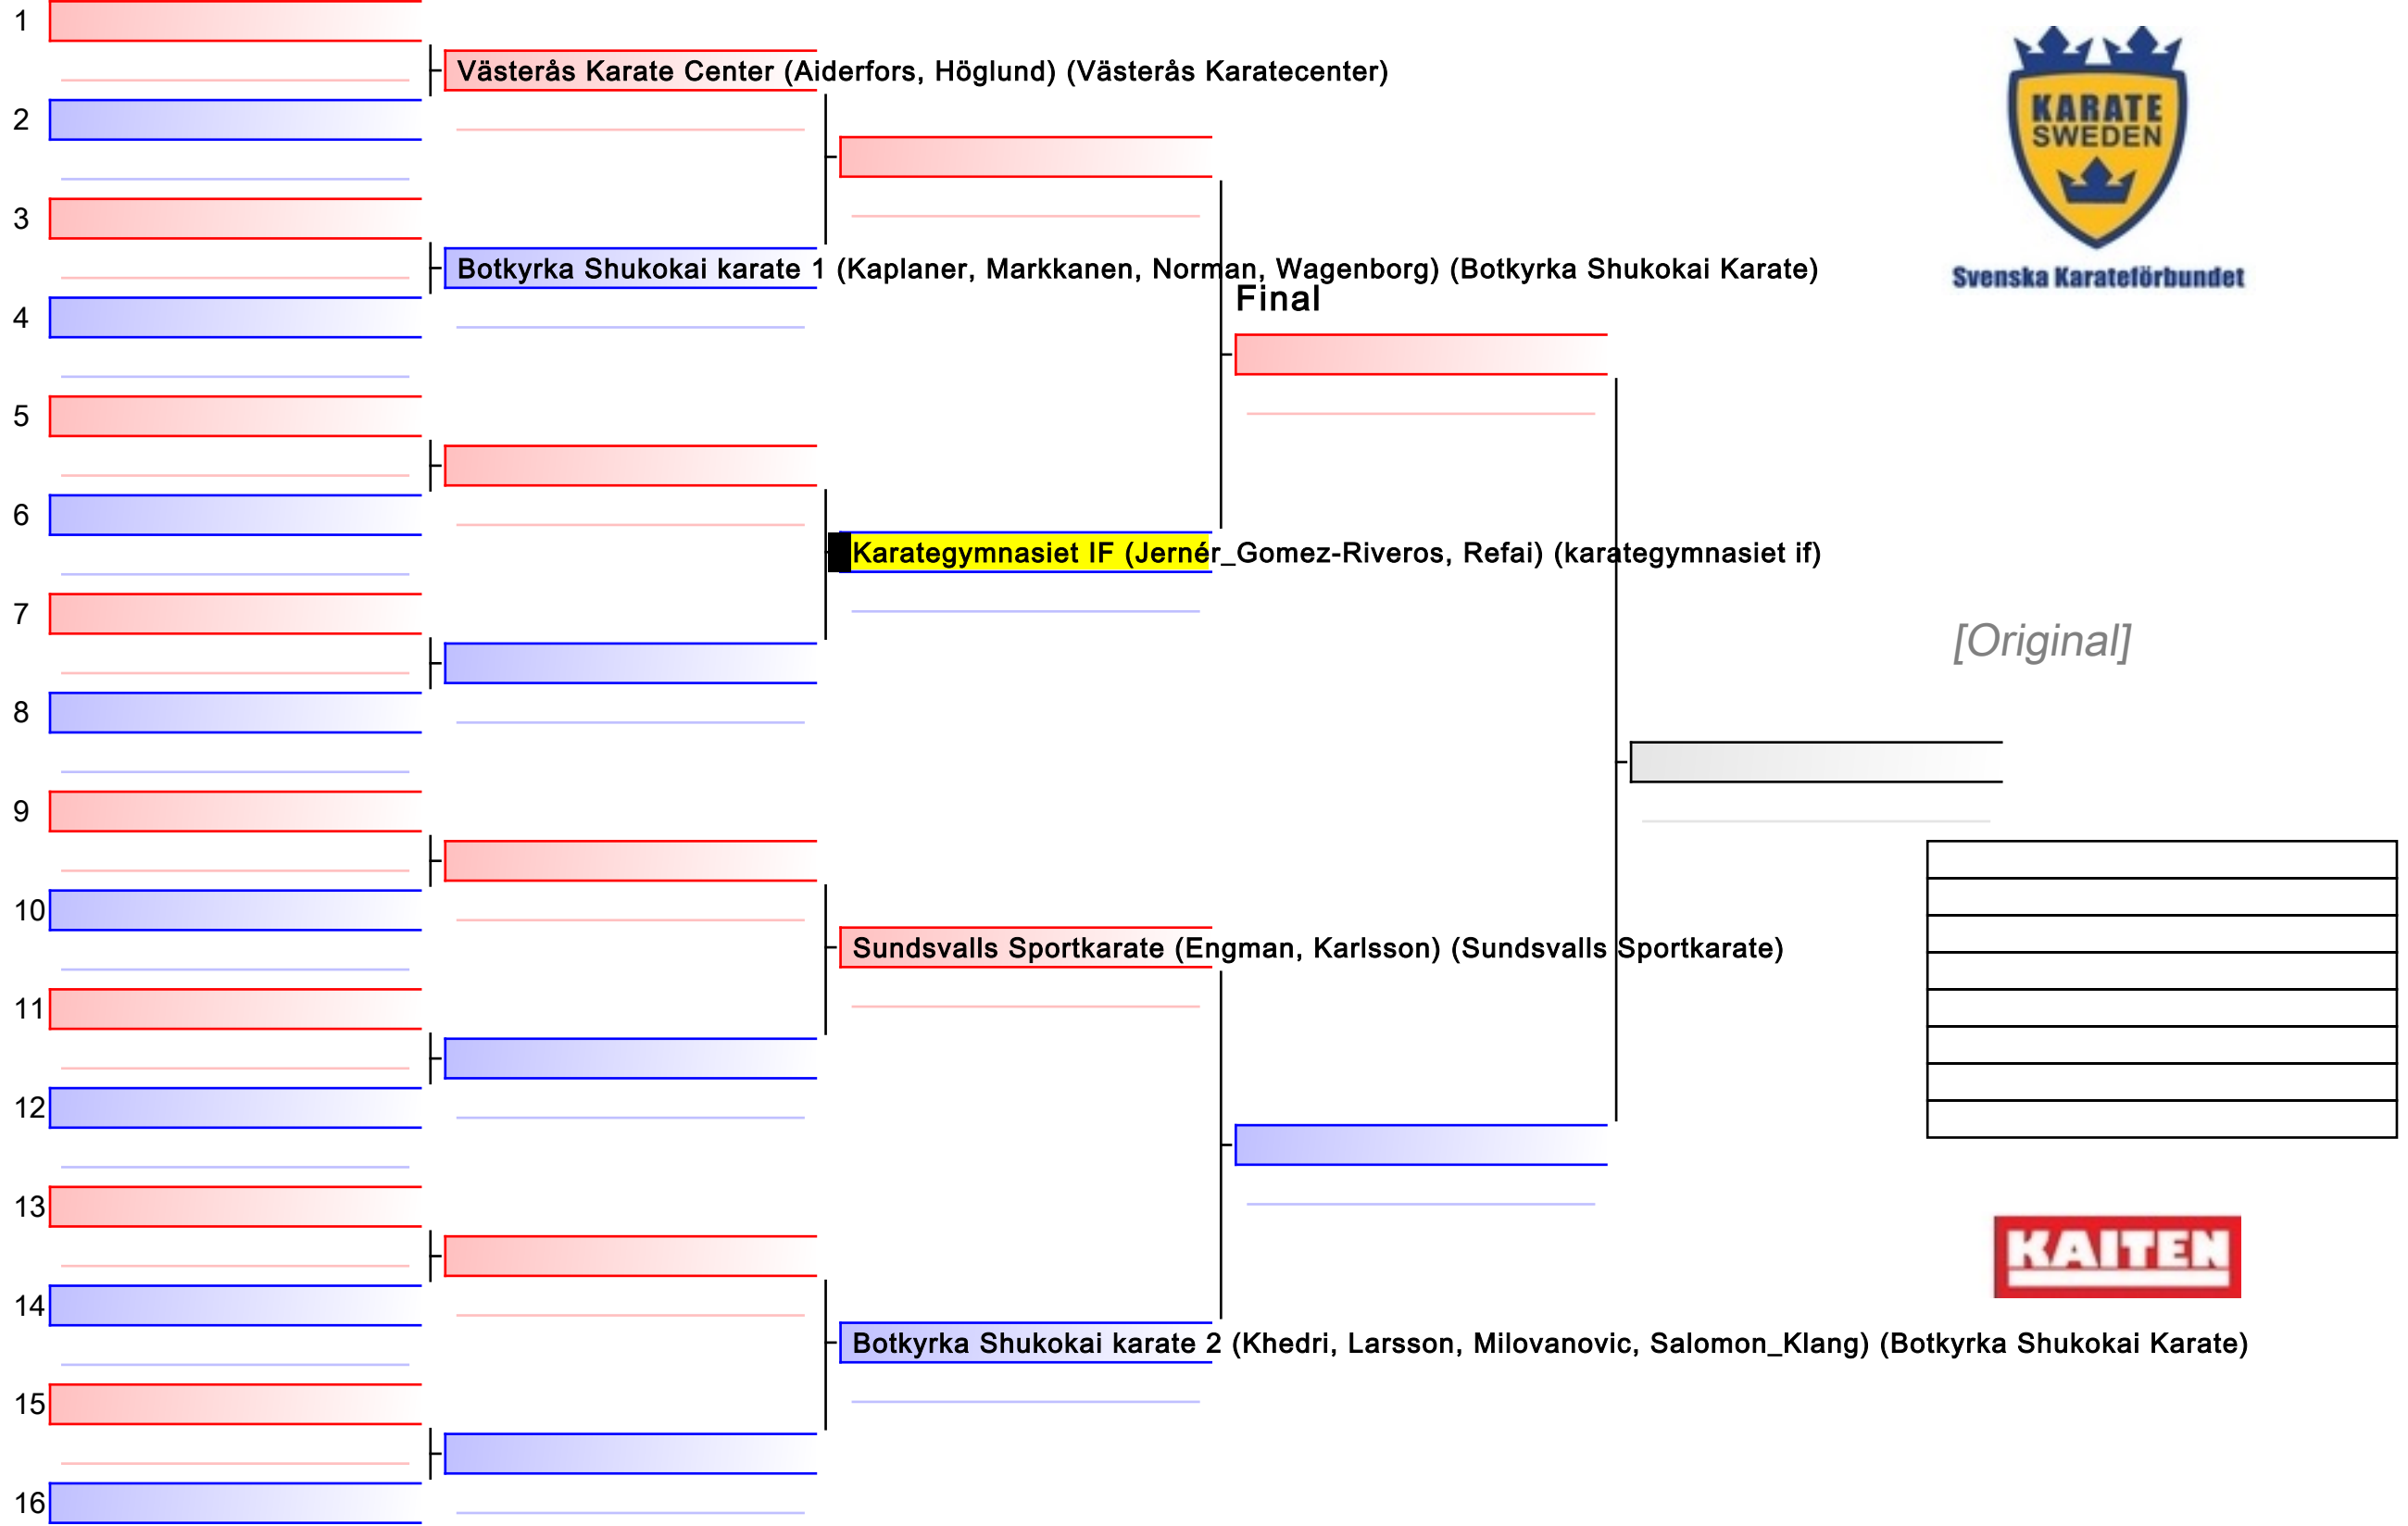 1
Västerås Karate Center (Aiderfors, Höglund) (Västerås Karatecenter)
2
3
Botkyrka Shukokai karate 1 (Kaplaner, Markkanen, Norman, Wagenborg) (Botkyrka Shukokai Karate)
Final
4
5
6
Karategymnasiet IF (Jernér_Gomez-Riveros, Refai) (karategymnasiet if)
7
8
9
10
Sundsvalls Sportkarate (Engman, Karlsson) (Sundsvalls Sportkarate)
11
12
13
14
Botkyrka Shukokai karate 2 (Khedri, Larsson, Milovanovic, Salomon_Klang) (Botkyrka Shukokai Karate)
15
16
KARATE
SWEDEN
Svenska Karateförbundet
[Original]
KAITEN